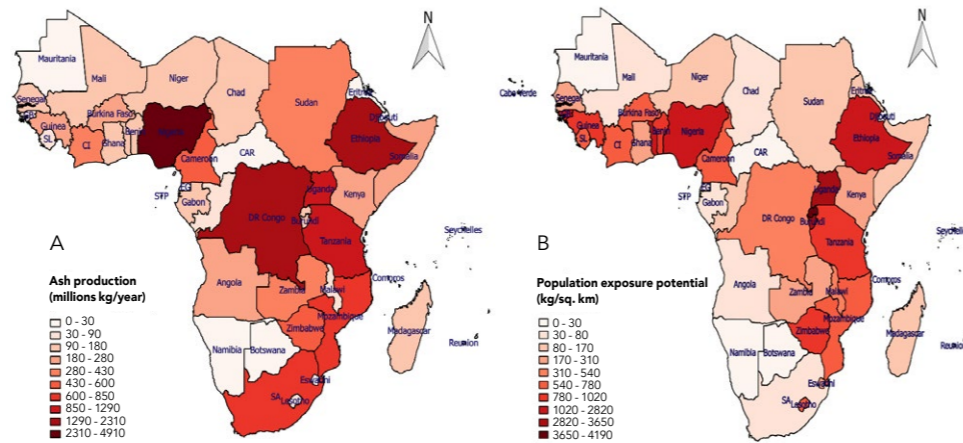 N
Mauritania
Mali
Niger
Chad
Sudan
Eritrea
Senegal
Burkina Faso
Djibouti
Guinea
Benin
Nigeria
Ethiopia
SL
CI
Ghana
Cameroon
CAR
Somalia
EG
STP
Gabon
Uganda
Kenya
DR Congo
Burundi
Seychelles
Tanzania
A
Comoros
Angola
Zambia
Malawi
Mozambique
Zimbabwe
Madagascar
Namibia
Botswana
Reunion
Eswatini
SA
Lesotho
Ash production
(millions kg/year)
0 - 30
30 - 90
90 - 180
180 - 280
280 - 430
430 - 600
600 - 850
850 - 1290
1290 - 2310
2310 - 4910
N
Mauritania
Cabo Verde
Mali
Niger
Chad
Sudan
Eritrea
Senegal
Burkina Faso
Djibouti
Guinea
Benin
Nigeria
Ethiopia
SL
CI
Ghana
Cameroon
CAR
Somalia
EG
STP
Gabon
Uganda
Kenya
DR Congo
Burundi
Seychelles
Tanzania
B
Comoros
Angola
Zambia
Malawi
Mozambique
Zimbabwe
Madagascar
Namibia
Botswana
Reunion
Eswatini
SA
Lesotho
Population exposure potential
(kg/sq. km)
0 - 30
30 - 80
80 - 170
170 - 310
310 - 540
540 - 780
780 - 1020
1020 - 2820
2820 - 3650
3650 - 4190